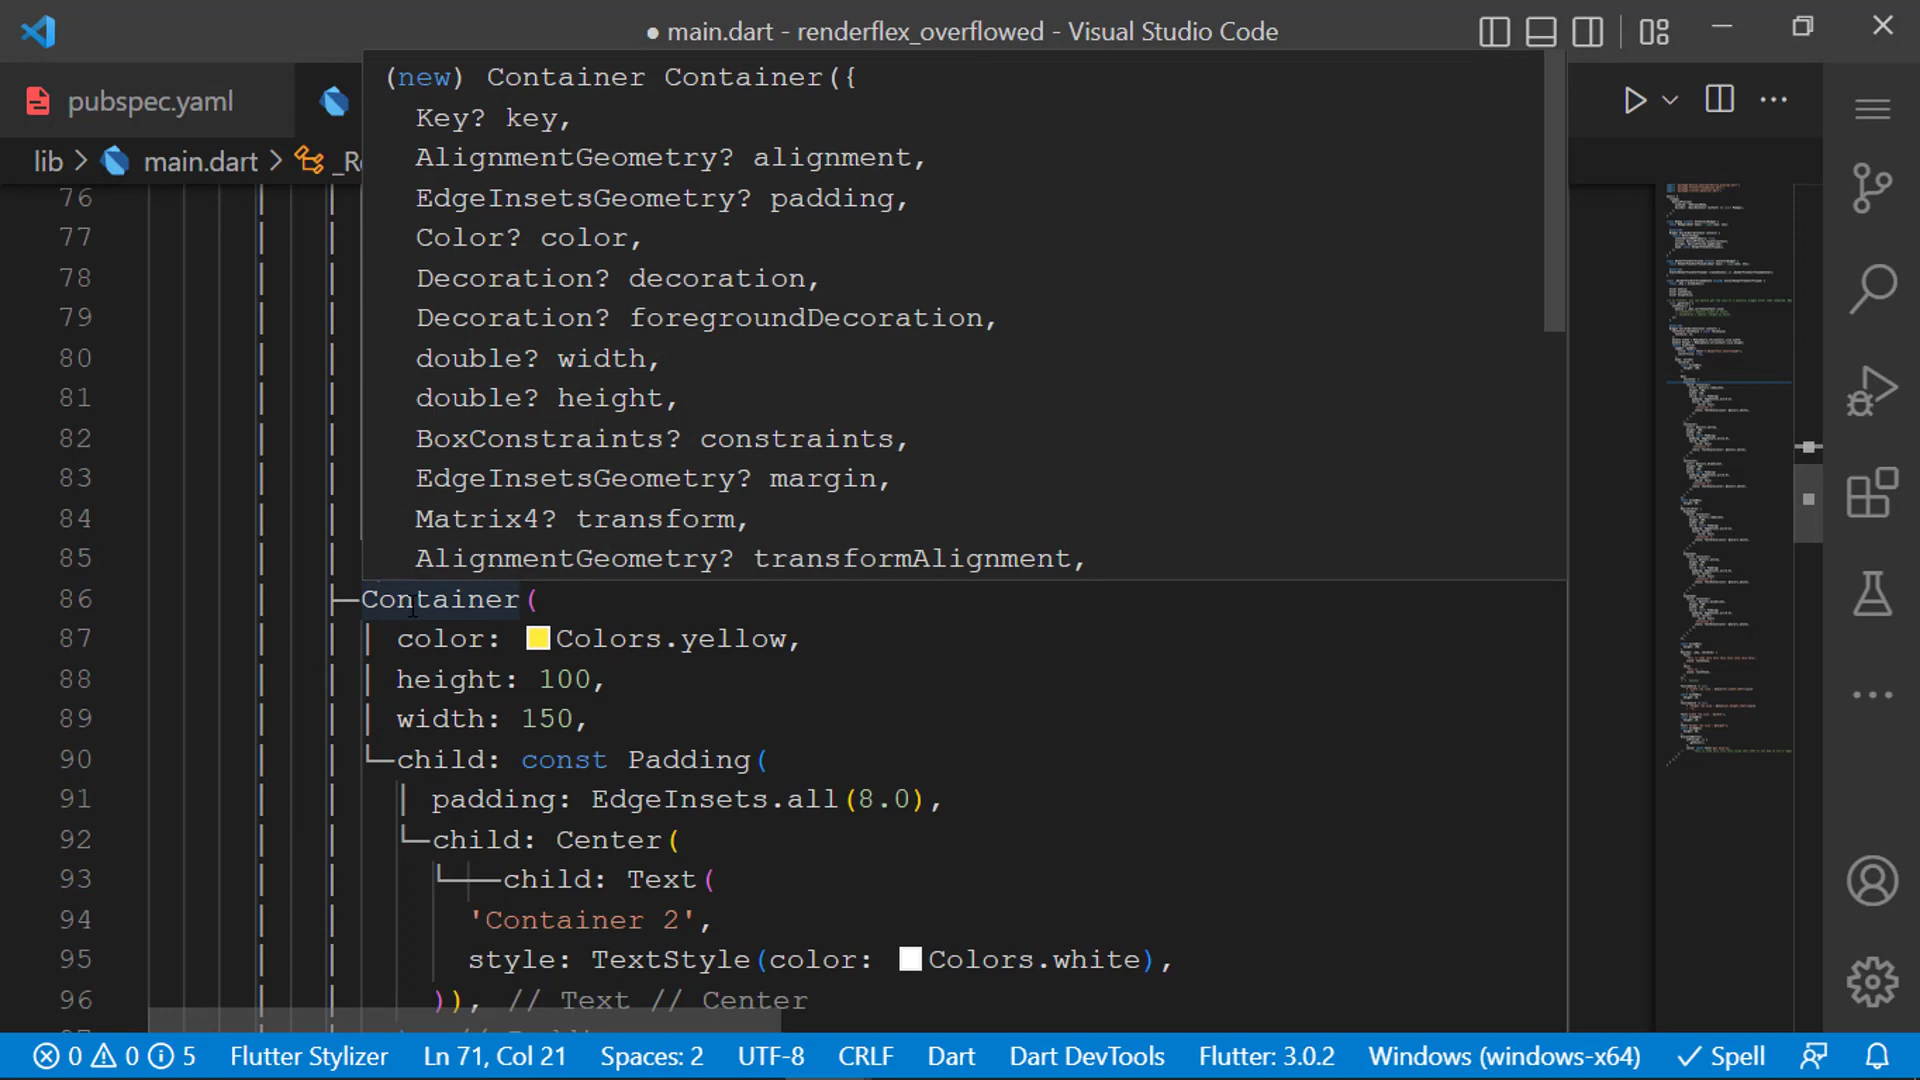 main.dart - renderflex_overflowed - Visual Studio Code
pubspec.yaml
lib > main.dart > _R
(new) Container Container({
Key? key,
AlignmentGeometry? alignment,
EdgeInsetsGeometry? padding,
Color? color,
Decoration? decoration,
Decoration? foregroundDecoration,
double? width,
double? height,
BoxConstraints? constraints,
EdgeInsetsGeometry? margin,
Matrix4? transform,
AlignmentGeometry? transformAlignment,
76
77
78
79
80
81
82
83
84
85
86 Container(
87 color: Colors.yellow,
88 height: 100,
89 width: 150,
90 child: const Padding(
91 padding: EdgeInsets.all(8.0),
92 child: Center(
93 child: Text(
94 'Container 2',
95 style: TextStyle(color: Colors.white),
96 )), // Text // Center
0 0 5 Flutter Stylizer Ln 71, Col 21 Spaces: 2 UTF-8 CRLF Dart Dart DevTools Flutter: 3.0.2 Windows (windows-x64) Spell